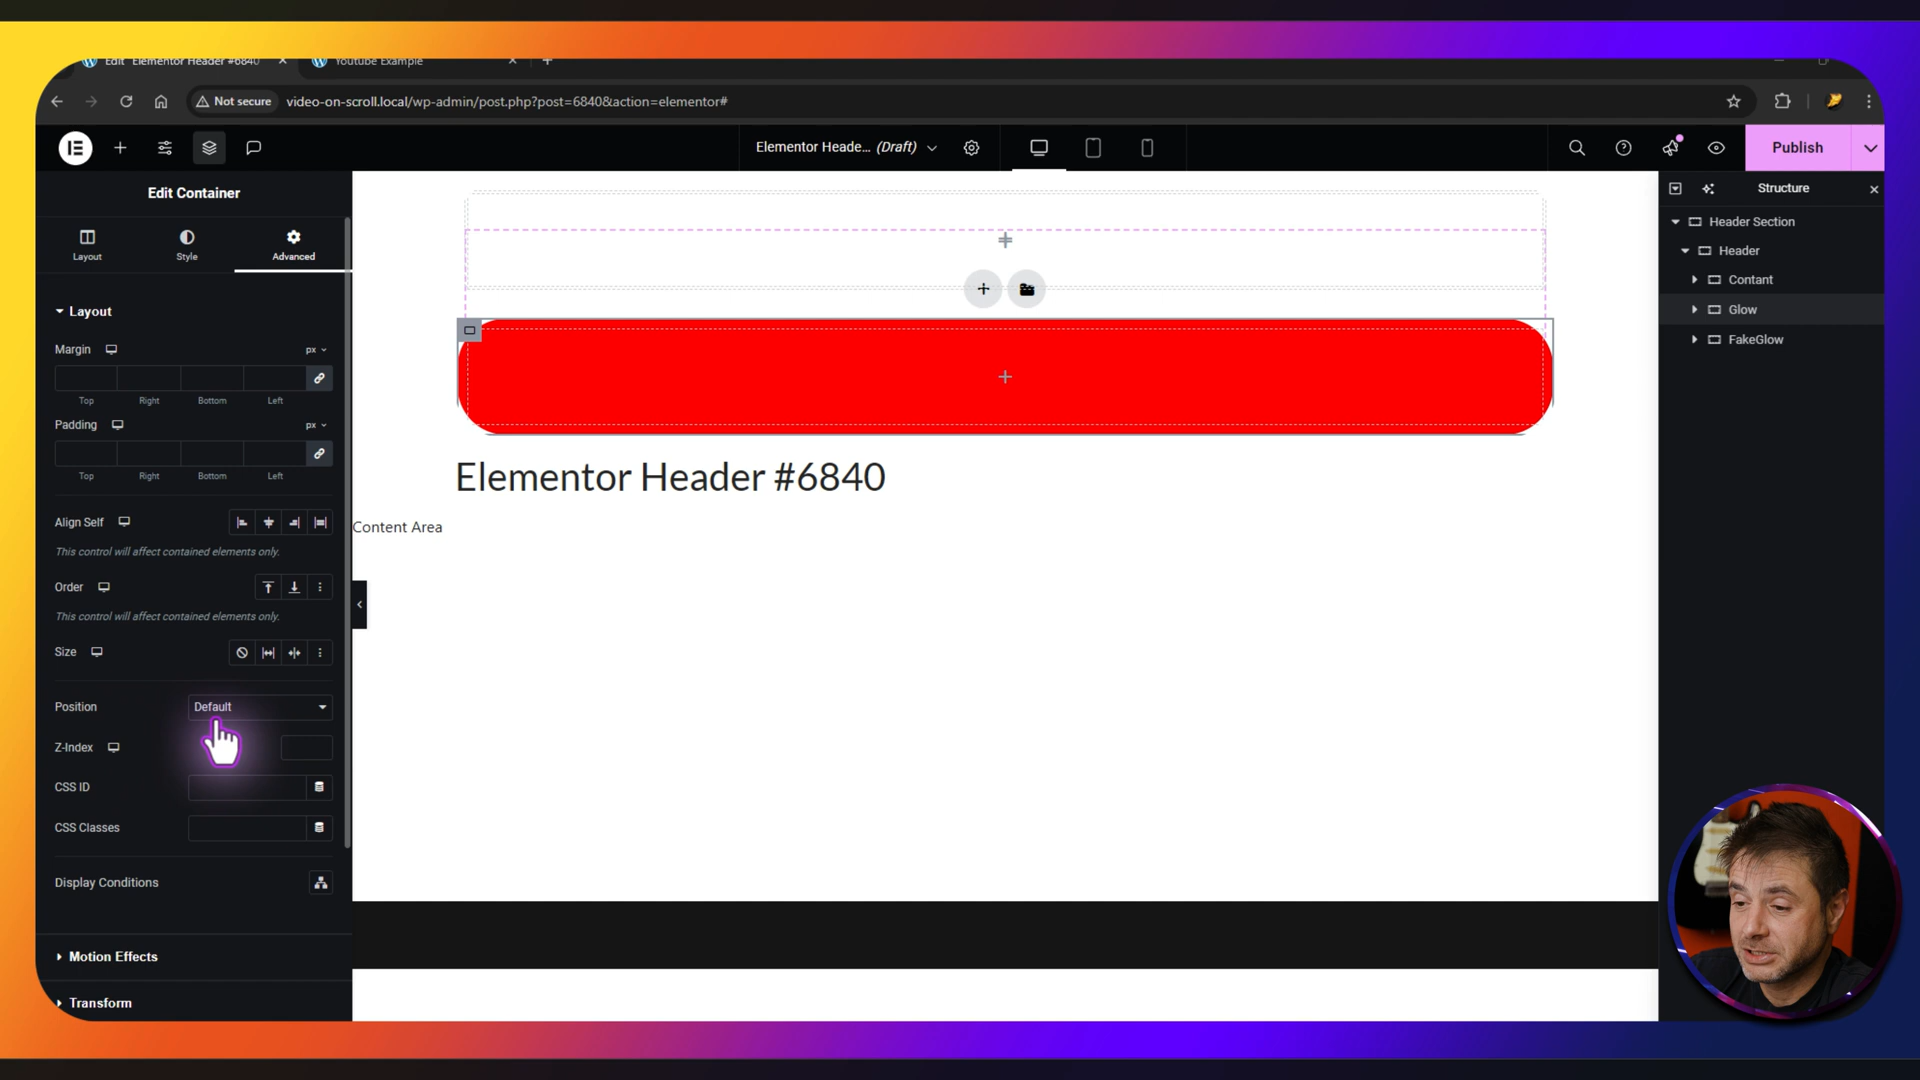 Edit "Elementor Header #6840
Youtube Example
Not secure
video-on-scroll.local/wp-admin/post.php?post=6840&action=elementor#
Elementor Heade... (Draft)
Publish
Edit Container
Layout
Style
Advanced
Layout
Margin
px
Top
Right
Bottom
Left
Padding
px
Top
Right
Bottom
Left
Align Self
This control will affect contained elements only.
Order
This control will affect contained elements only.
Size
Position
Default
Z-Index
CSS ID
CSS Classes
Display Conditions
Motion Effects
Transform
Elementor Header #6840
Content Area
Structure
Header Section
Header
Contant
Glow
FakeGlow